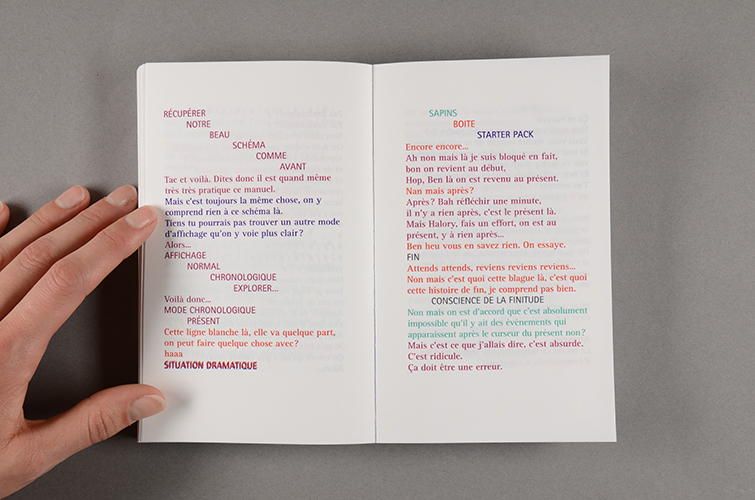 RÉCUPÉRER
NOTRE
BEAU
SCHÉMA
COMME
AVANT
Tac et voilà. Dites donc il est quand même
très très pratique ce manuel.
Mais c'est toujours la même chose, on y
comprend rien à ce schéma là.
Tiens tu pourrais pas trouver un autre mode
d'affichage qu'on y voie plus clair ?
Alors...
AFFICHAGE
NORMAL
CHRONOLOGIQUE
EXPLORER...
Voilà donc...
MODE CHRONOLOGIQUE
PRÉSENT
Cette ligne blanche là, elle va quelque part,
on peut faire quelque chose avec ?
haaa
SITUATION DRAMATIQUE
SAPINS
BOITE
STARTER PACK
Encore encore...
Ah non mais là je suis bloqué en fait,
bon on revient au début,
Hop, Ben là on est revenu au présent.
Nan mais après ?
Après ? Bah réfléchir une minute,
il n'y a rien après, c'est le présent là.
Mais Halory, fais un effort, on est au
présent, y à rien après...
Ben heu vous en savez rien. On essaye.
FIN
Attends attends, reviens reviens reviens...
Non mais c'est quoi cette blague là, c'est quoi
cette histoire de fin, je comprend pas bien.
CONSCIENCE DE LA FINITUDE
Non mais on est d'accord que c'est absolument
impossible qu'il y ait des évènements qui
apparaissent après le curseur du présent non ?
Mais c'est ce que j'allais dire, c'est absurde.
C'est ridicule.
Ça doit être une erreur.